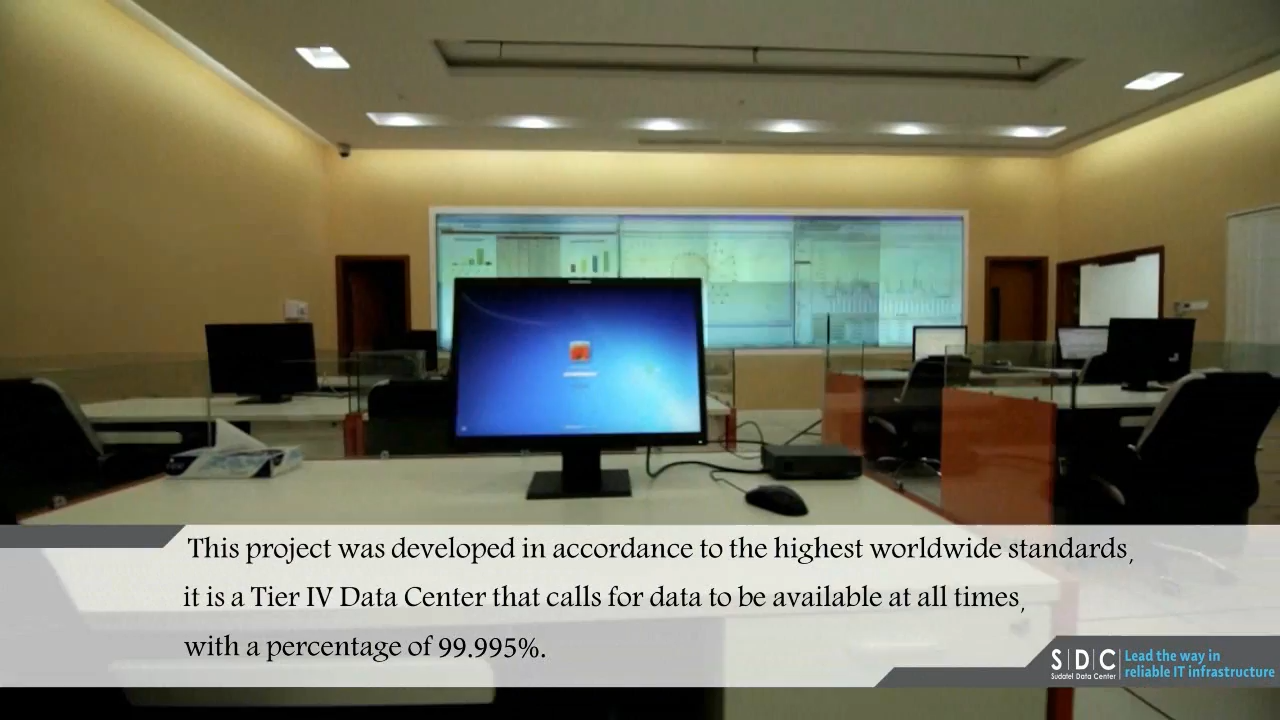 This project was developed in accordance to the highest worldwide standards,
it is a Tier IV Data Center that calls for data to be available at all times,
with a percentage of 99.995%.
S|D|C
Sudatel Data Center
Lead the way in
reliable IT infrastructure